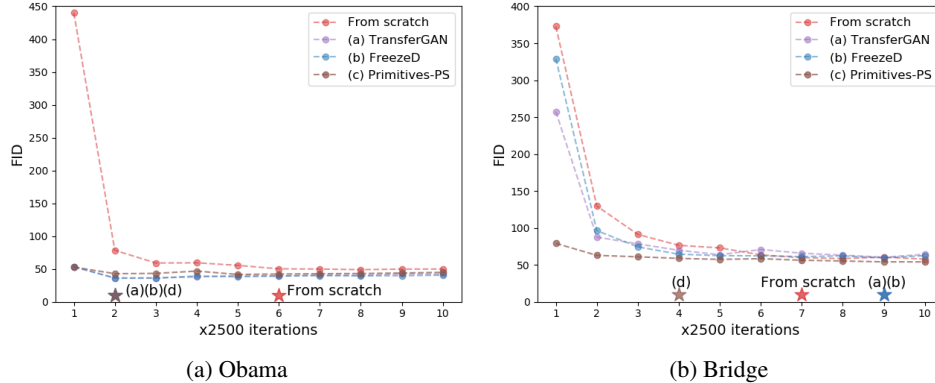 450
400
350
300
250
200
150
100
50
0
FID
1 2 3 4 5 6 7 8 9 10
x2500 iterations
From scratch
(a) TransferGAN
(b) FreezeD
(c) Primitives-PS
(a)(b)(d)
From scratch
(a) Obama
400
350
300
250
200
150
100
50
0
FID
1 2 3 4 5 6 7 8 9 10
x2500 iterations
From scratch
(a) TransferGAN
(b) FreezeD
(c) Primitives-PS
(d)
From scratch
(a)(b)
(b) Bridge